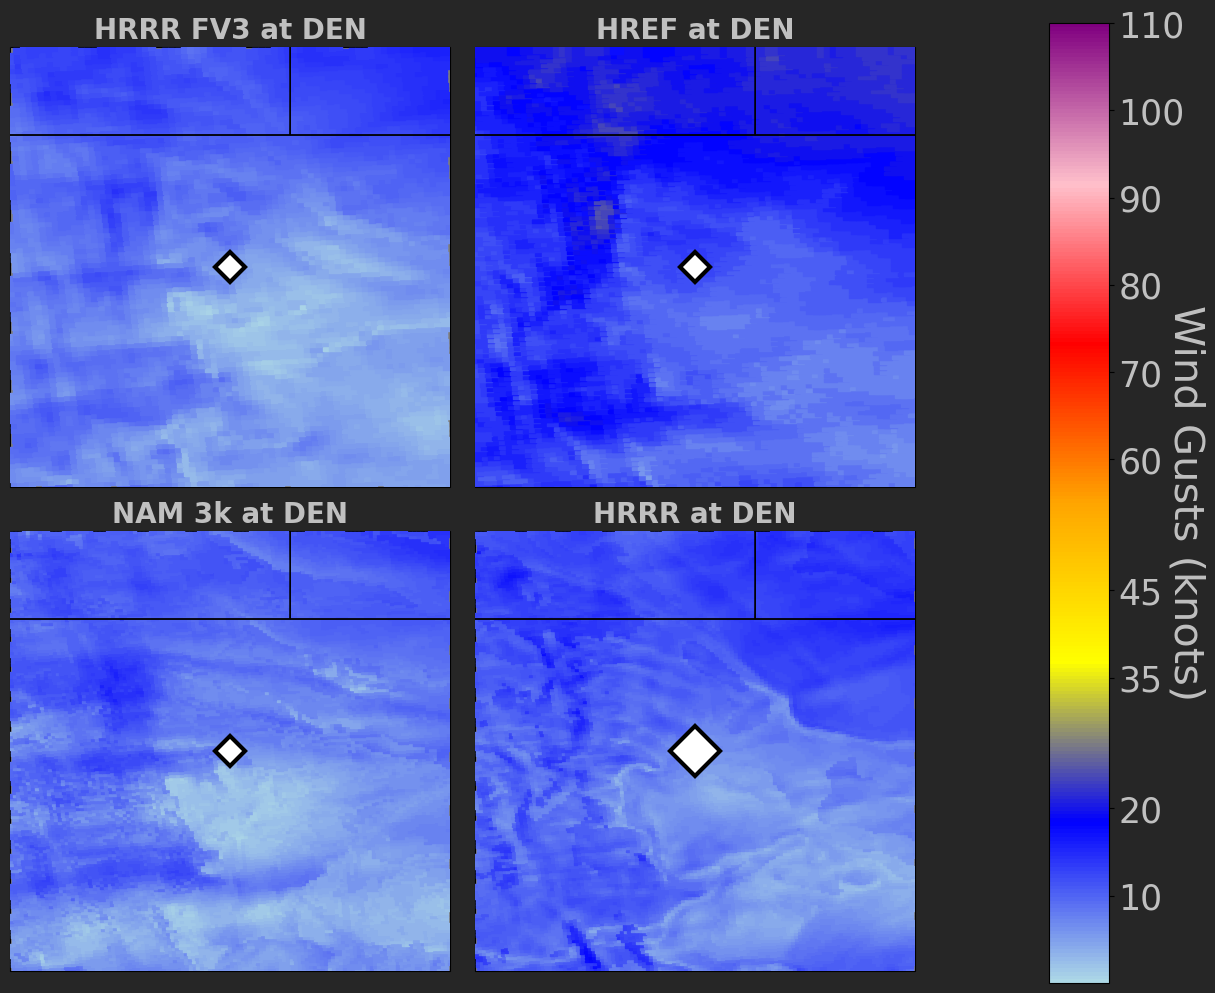 HRRR FV3 at DEN
HREF at DEN
NAM 3k at DEN
HRRR at DEN
110
100
90
80
70
60
45
35
20
10
Wind Gusts (knots)